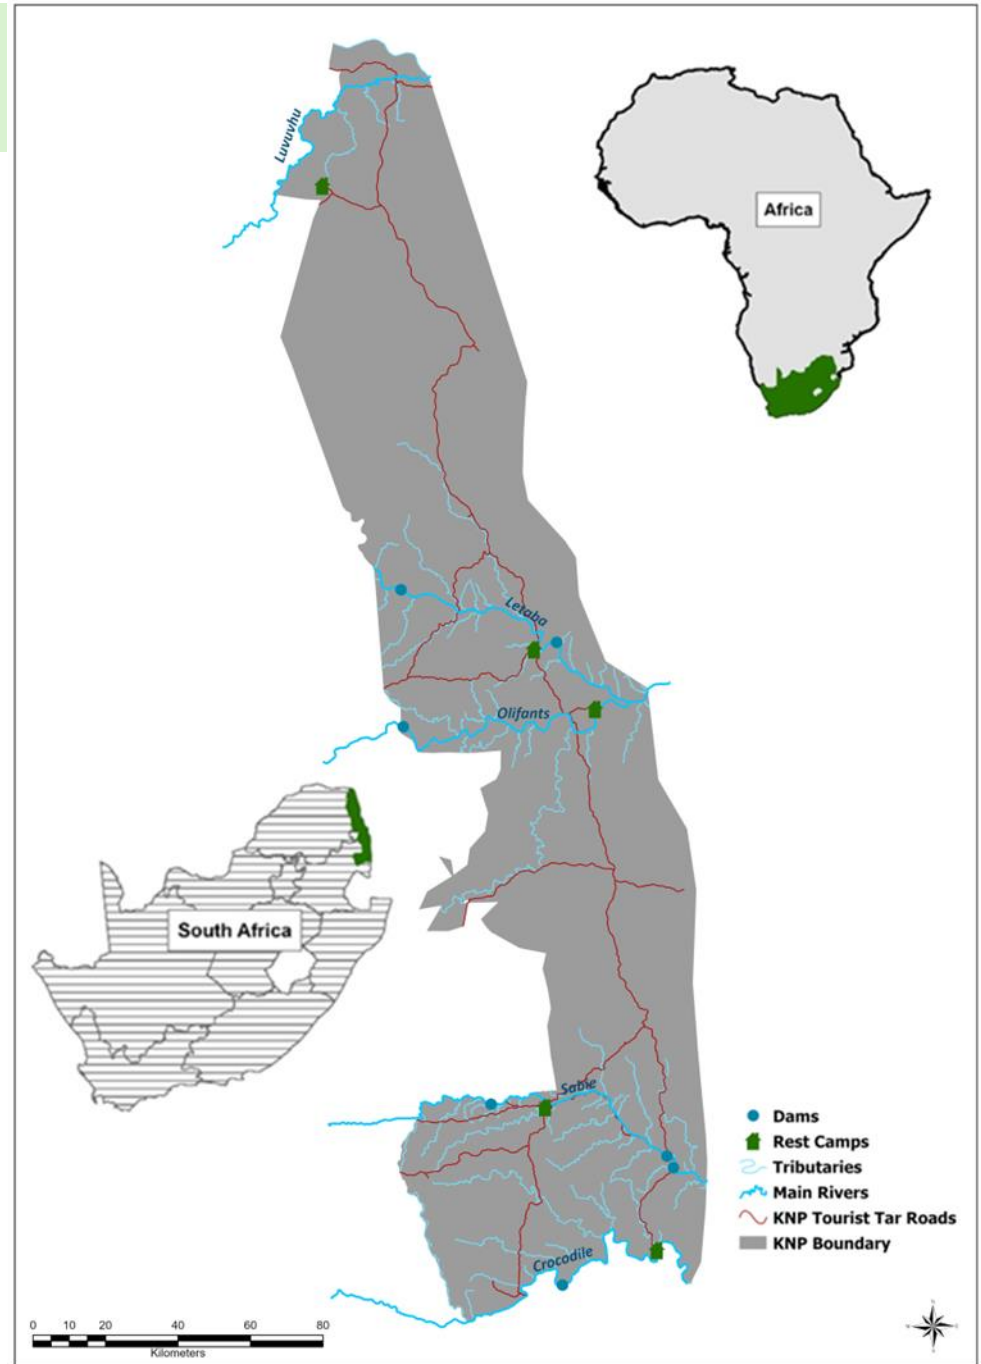 Luvuvhu
Africa
Letaba
Olifants
South Africa
Sabie
Crocodile
Dams
Rest Camps
Tributaries
Main Rivers
KNP Tourist Tar Roads
KNP Boundary
0 10 20 40 60 80
Kilometers